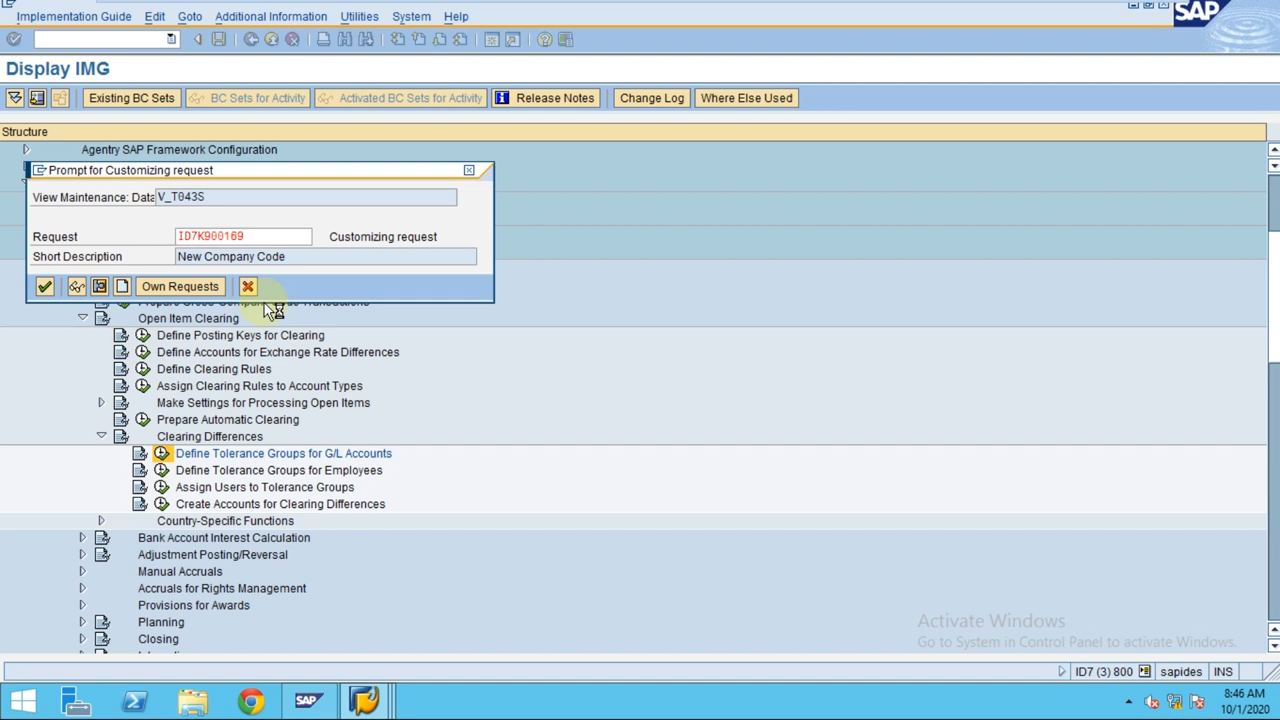 Implementation Guide Edit Goto Additional Information Utilities System Help
SAP
Display IMG
Existing BC Sets BC Sets for Activity Activated BC Sets for Activity Release Notes Change Log Where Else Used
Structure
Agentry SAP Framework Configuration
Prompt for Customizing request
View Maintenance: Data V_T043S
Request ID7K900169 Customizing request
Short Description New Company Code
Own Requests
Open Item Clearing
Define Posting Keys for Clearing
Define Accounts for Exchange Rate Differences
Define Clearing Rules
Assign Clearing Rules to Account Types
Make Settings for Processing Open Items
Prepare Automatic Clearing
Clearing Differences
Define Tolerance Groups for G/L Accounts
Define Tolerance Groups for Employees
Assign Users to Tolerance Groups
Create Accounts for Clearing Differences
Country-Specific Functions
Bank Account Interest Calculation
Adjustment Posting/Reversal
Manual Accruals
Accruals for Rights Management
Provisions for Awards
Planning
Closing
Activate Windows
Go to System in Control Panel to activate Windows.
ID7 (3) 800 sapides INS
SAP
8:46 AM
10/1/2020